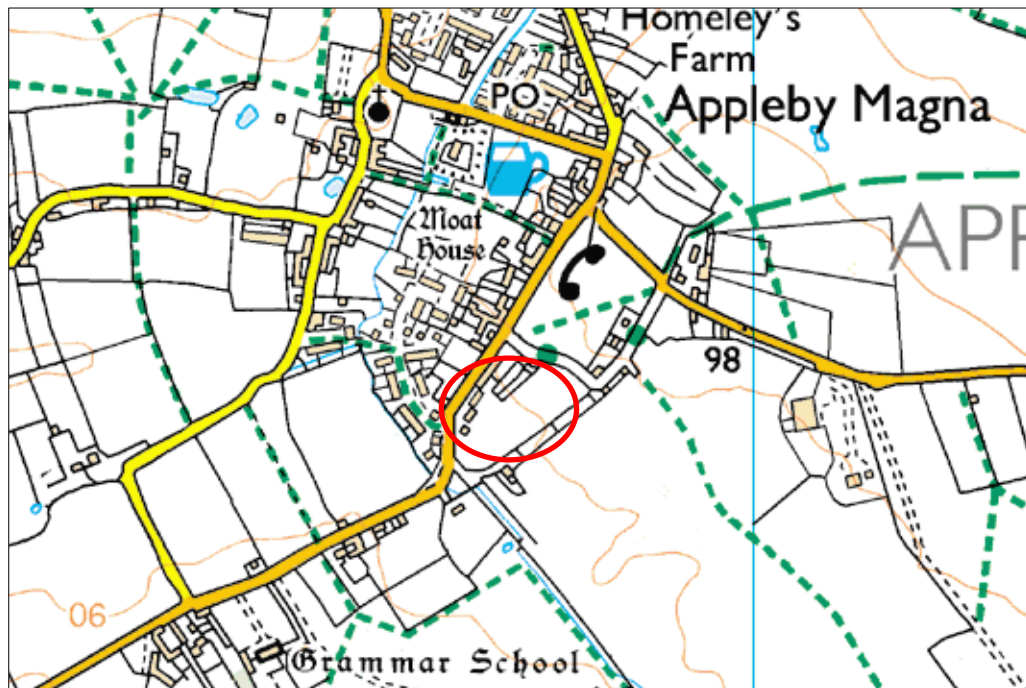 Homeley's
Farm
PO
Appleby Magna
Moat
House
APP
98
06
Grammar School